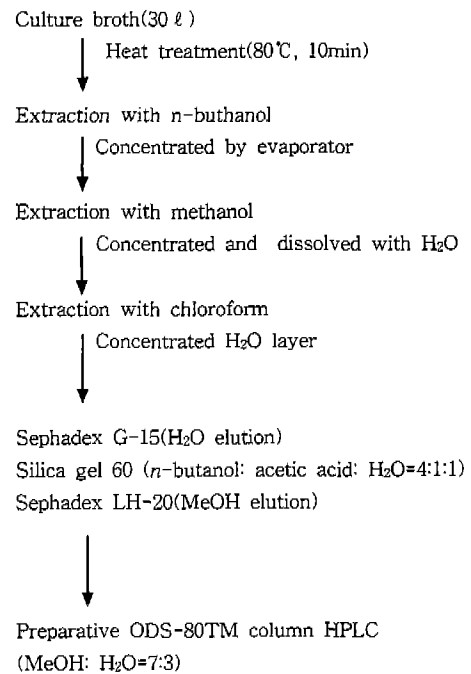 Culture broth(30ℓ)
Heat treatment(80℃, 10min)
Extraction with n-buthanol
Concentrated by evaporator
Extraction with methanol
Concentrated and dissolved with H₂O
Extraction with chloroform
Concentrated H₂O layer
Sephadex G-15(H₂O elution)
Silica gel 60 (n-butanol: acetic acid: H₂O=4:1:1)
Sephadex LH-20(MeOH elution)
Preparative ODS-80TM column HPLC
(MeOH: H₂O=7:3)